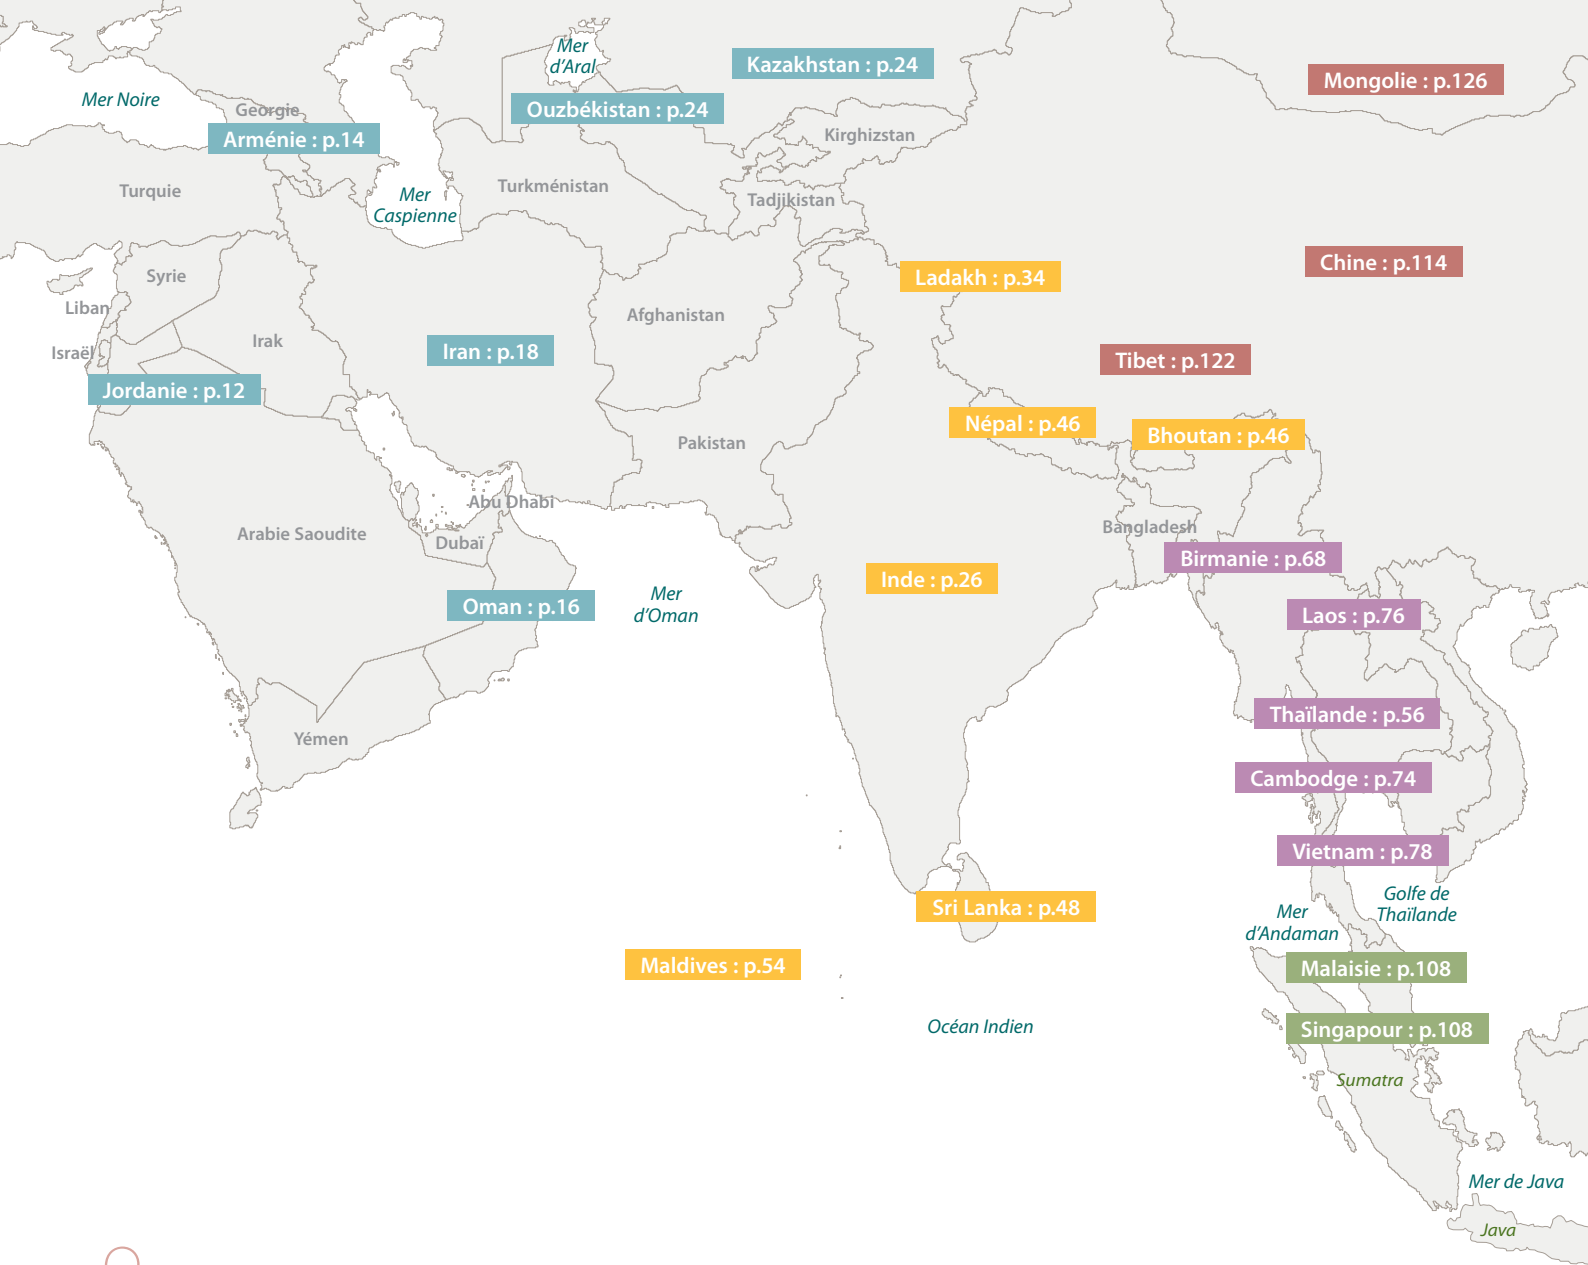 Mer
d'Aral
Kazakhstan : p.24
Mongolie : p.126
Mer Noire
Georgie
Ouzbékistan : p.24
Arménie : p.14
Kirghizstan
Turquie
Turkménistan
Mer
Caspienne
Tadjikistan
Syrie
Ladakh : p.34
Chine : p.114
Liban
Afghanistan
Irak
Israël
Iran : p.18
Tibet : p.122
Jordanie : p.12
Népal : p.46
Bhoutan : p.46
Pakistan
Abu Dhabi
Arabie Saoudite
Dubaï
Bangladesh
Birmanie : p.68
Inde : p.26
Oman : p.16
Mer
d'Oman
Laos : p.76
Thaïlande : p.56
Yémen
Cambodge : p.74
Vietnam : p.78
Golfe de
Thaïlande
Sri Lanka : p.48
Mer
d'Andaman
Maldives : p.54
Malaisie : p.108
Océan Indien
Singapour : p.108
Sumatra
Mer de Java
Java